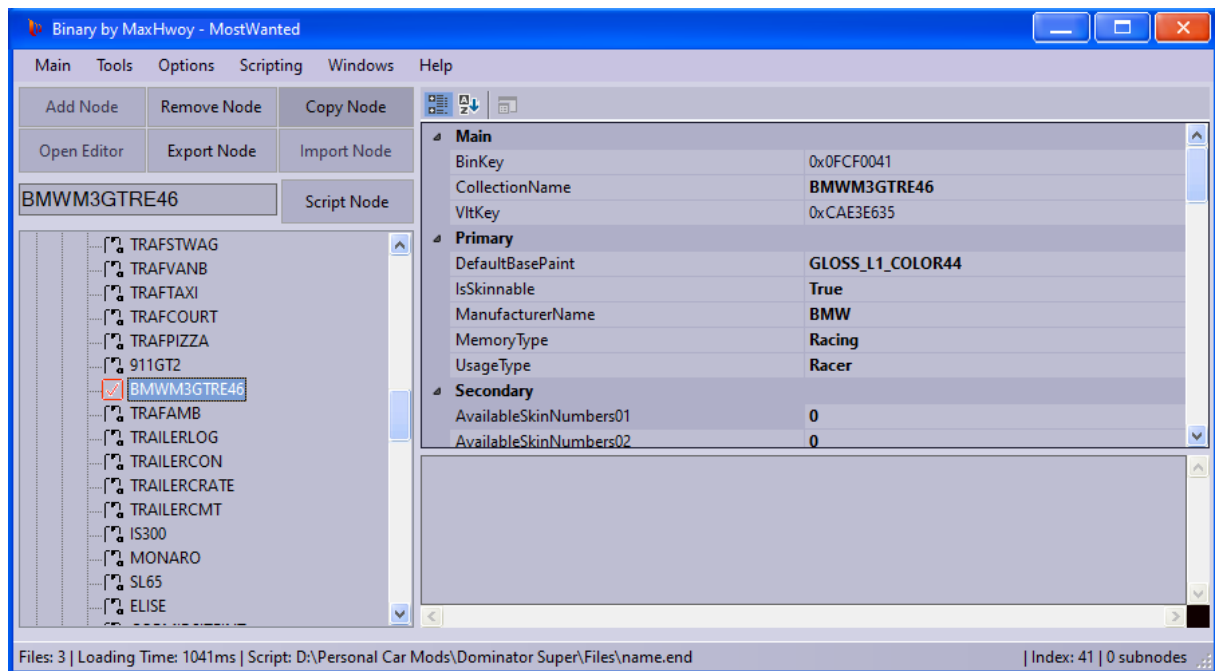 Binary by MaxHwoy - MostWanted
Main Tools Options Scripting Windows Help
Add Node Remove Node Copy Node
Open Editor Export Node Import Node
BMWM3GTRE46 Script Node
TRAFSTWAG
TRAFVANB
TRAFTAXI
TRAFCOURT
TRAFPIZZA
911GT2
BMWM3GTRE46
TRAFAMB
TRAILERLOG
TRAILERCON
TRAILERCRATE
TRAILERCMT
IS300
MONARO
SL65
ELISE
Main
BinKey 0x0FCF0041
CollectionName BMWM3GTRE46
VltKey 0xCAE3E635
Primary
DefaultBasePaint GLOSS_L1_COLOR44
IsSkinnable True
ManufacturerName BMW
MemoryType Racing
UsageType Racer
Secondary
AvailableSkinNumbers01 0
AvailableSkinNumbers02 0
Files: 3 | Loading Time: 1041ms | Script: D:\Personal Car Mods\Dominator Super\Files\name.end | Index: 41 | 0 subnodes